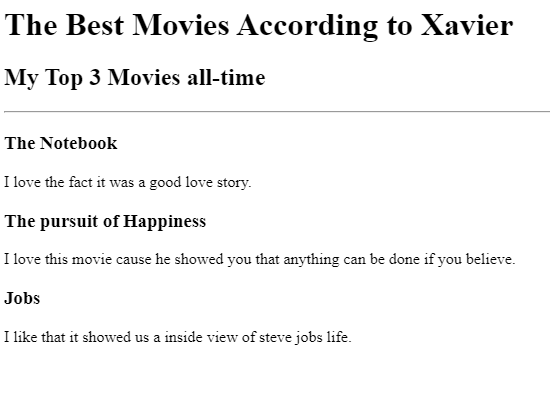 The Best Movies According to Xavier
My Top 3 Movies all-time
The Notebook
I love the fact it was a good love story.
The pursuit of Happiness
I love this movie cause he showed you that anything can be done if you believe.
Jobs
I like that it showed us a inside view of steve jobs life.